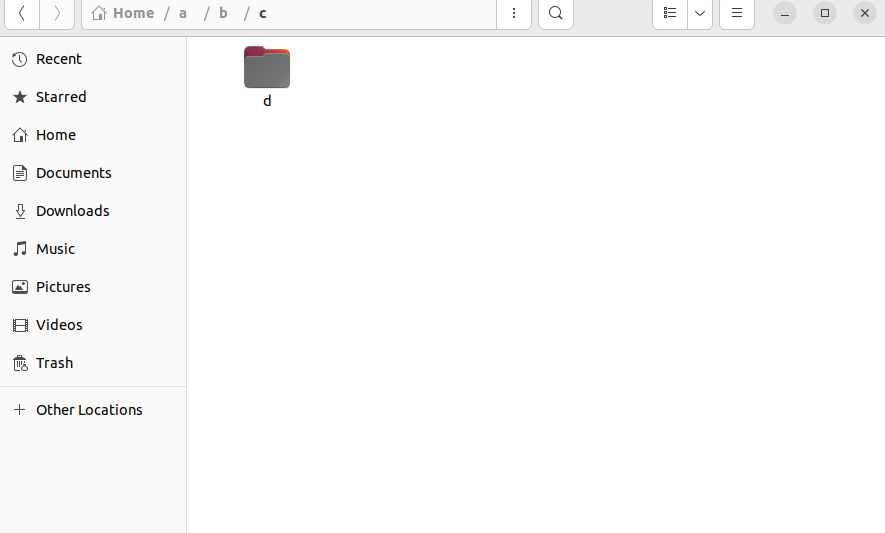 Home / a / b / c
d
Recent
Starred
Home
Documents
Downloads
Music
Pictures
Videos
Trash
Other Locations